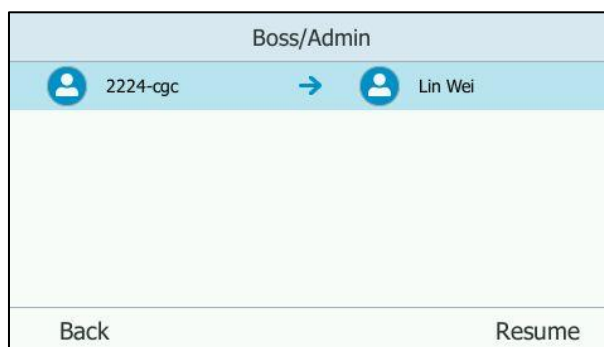 Boss/Admin
2224-cgc → Lin Wei
Back Resume